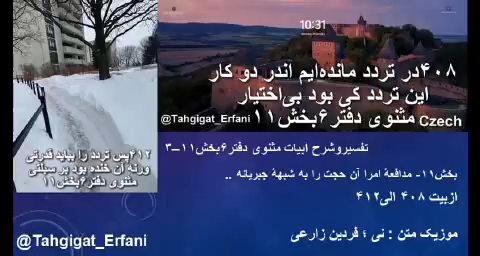 10:31
۴۰۸در تردد مانده‌ایم اندر دو کار
این تردد کی بود بی‌اختیار
مثنوی دفتر۶بخش۱۱ Czech
@Tahgigat_Erfani
۴۱۲پس تردد را بباید قدرتی
ورنه آن خنده بود بر سبلتی
مثنوی دفتر۶بخش۱۱
تفسیروشرح ابیات مثنوی دفتر۶بخش۱۱–۳
بخش۱۱- مدافعهٔ امرا آن حجت را به شبههٔ جبریانه ..
ازبیت ۴۰۸ الی۴۱۲
موزیک متن : نی ؛ فردین زارعی
@Tahgigat_Erfani